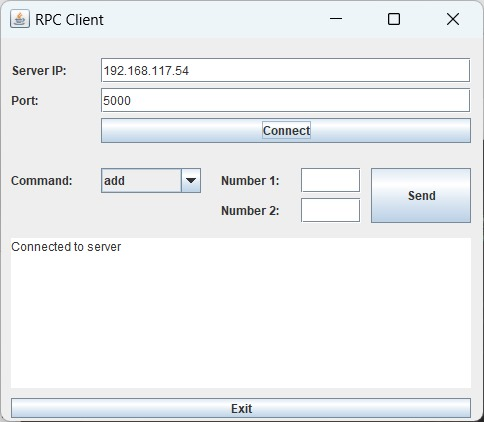 RPC Client
Server IP: 192.168.117.54
Port: 5000
Connect
Command: add Number 1: Send
Number 2:
Connected to server
Exit